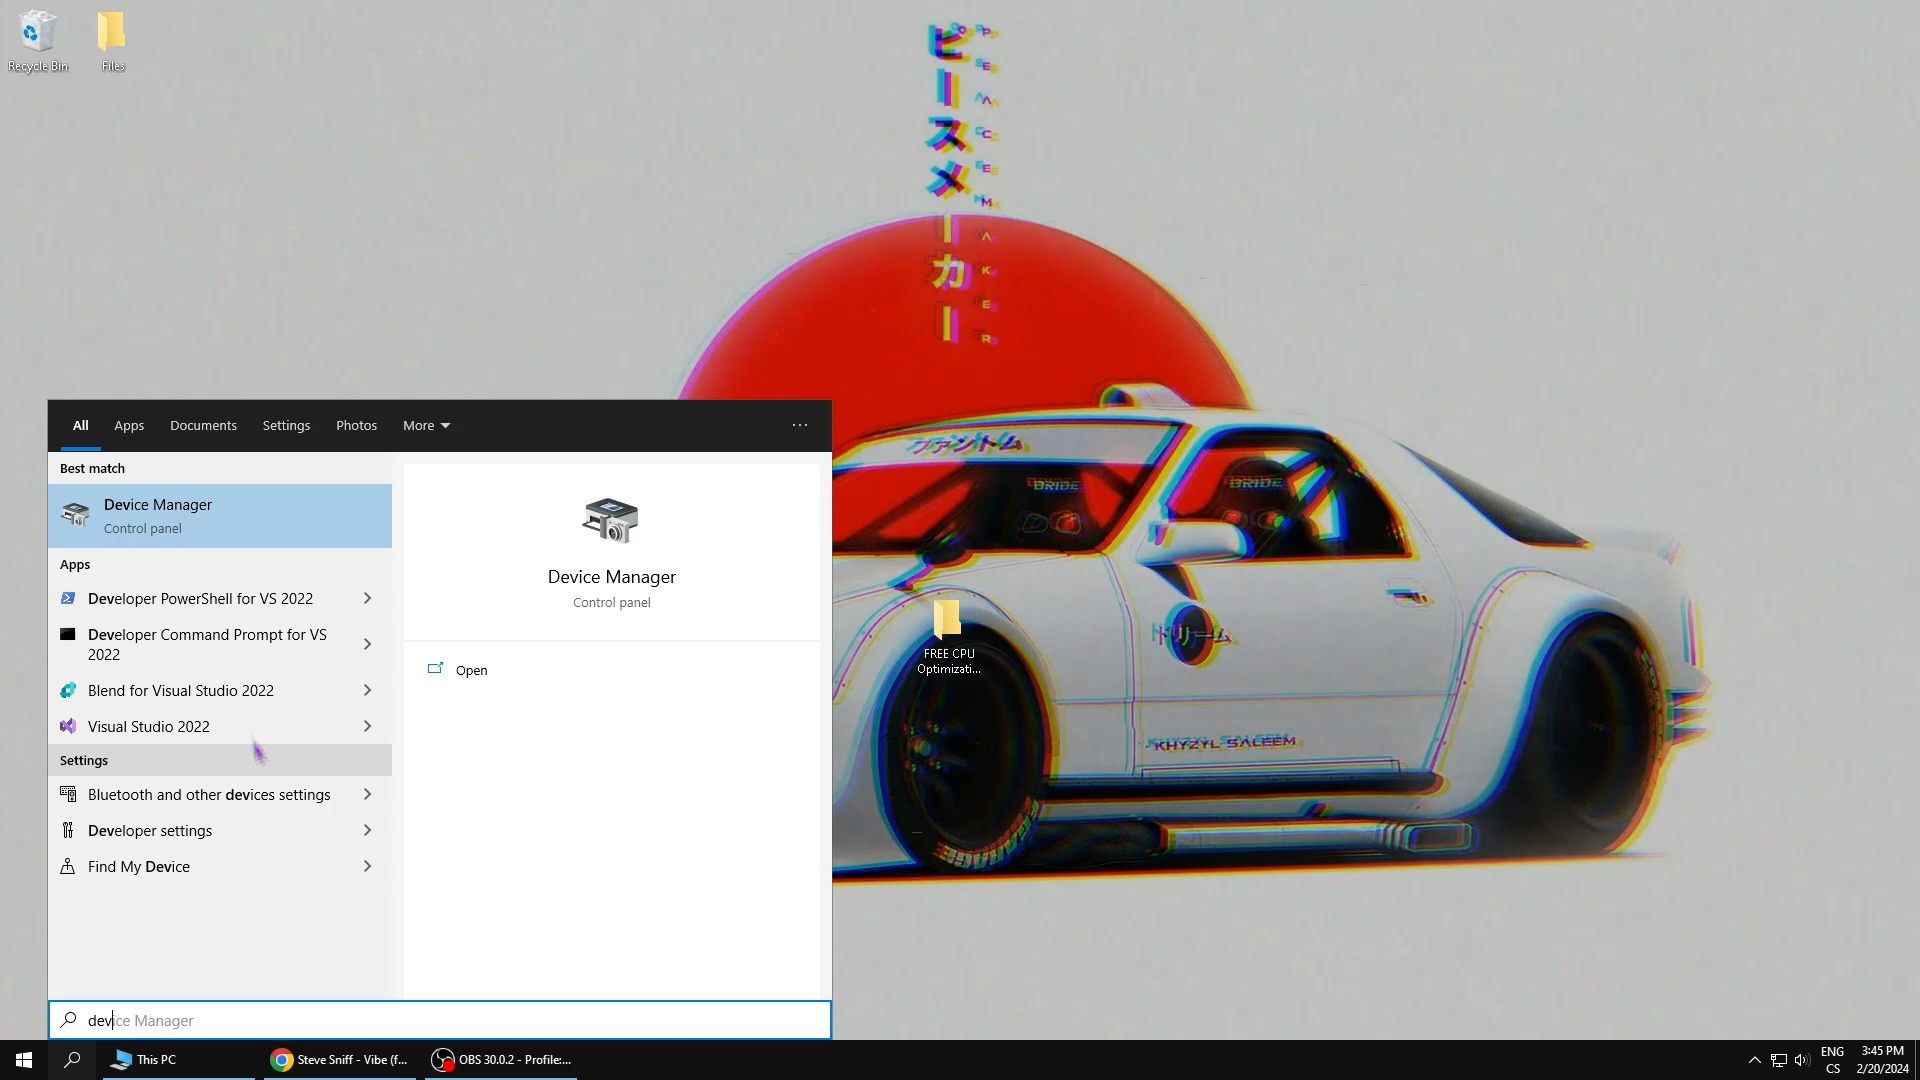 Recycle Bin
Files
ピースメーカー
PEACEMAKER
All
Apps
Documents
Settings
Photos
More
Best match
Device Manager
Control panel
Apps
Developer PowerShell for VS 2022
Developer Command Prompt for VS
2022
Blend for Visual Studio 2022
Visual Studio 2022
Settings
Bluetooth and other devices settings
Developer settings
Find My Device
Device Manager
Control panel
Open
ファントム
BRIDE
BRIDE
ドリーム
FREE CPU
Optimizati...
KHYZYL SALEEM
device Manager
This PC
Steve Sniff - Vibe (f...
OBS 30.0.2 - Profile:...
ENG
CS
3:45 PM
2/20/2024